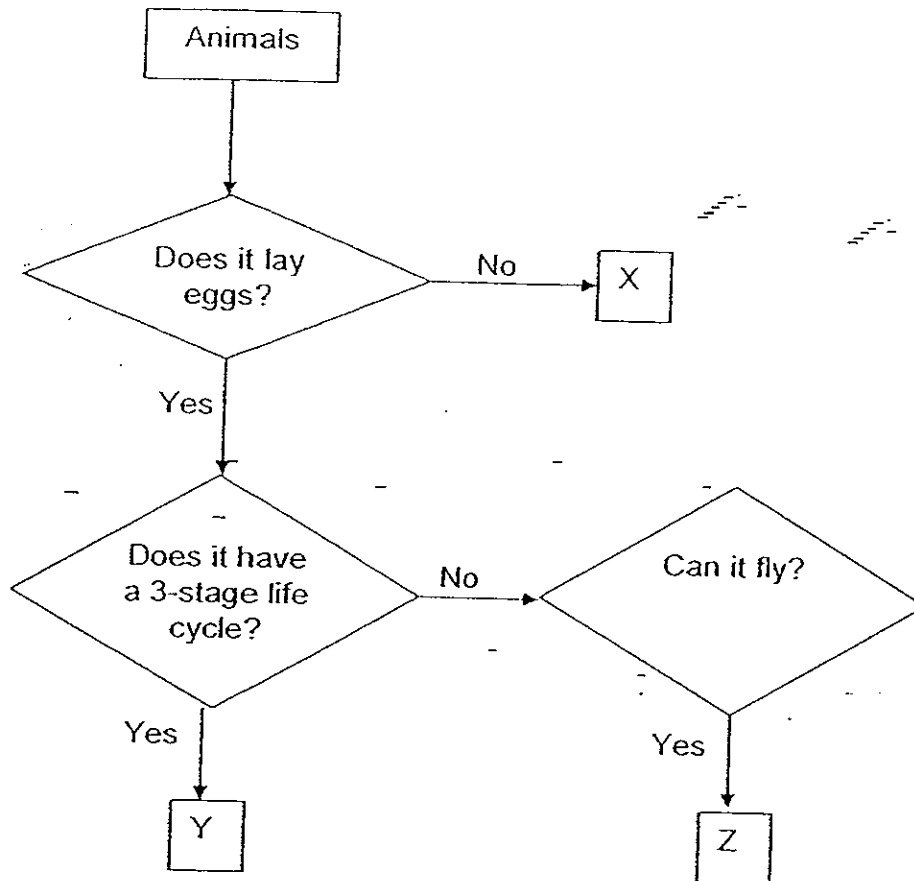 Animals
Does it lay
eggs?
No
X
Yes
Does it have
a 3-stage life
cycle?
No
Can it fly?
Yes
Y
Yes
Z